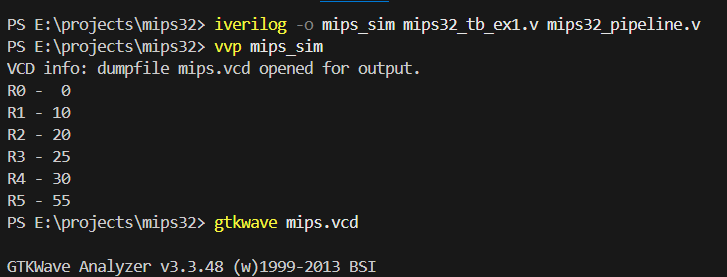 PS E:\projects\mips32> iverilog -o mips_sim mips32_tb_ex1.v mips32_pipeline.v
PS E:\projects\mips32> vvp mips_sim
VCD info: dumpfile mips.vcd opened for output.
R0 -  0
R1 - 10
R2 - 20
R3 - 25
R4 - 30
R5 - 55
PS E:\projects\mips32> gtkwave mips.vcd
GTKWave Analyzer v3.3.48 (w)1999-2013 BSI